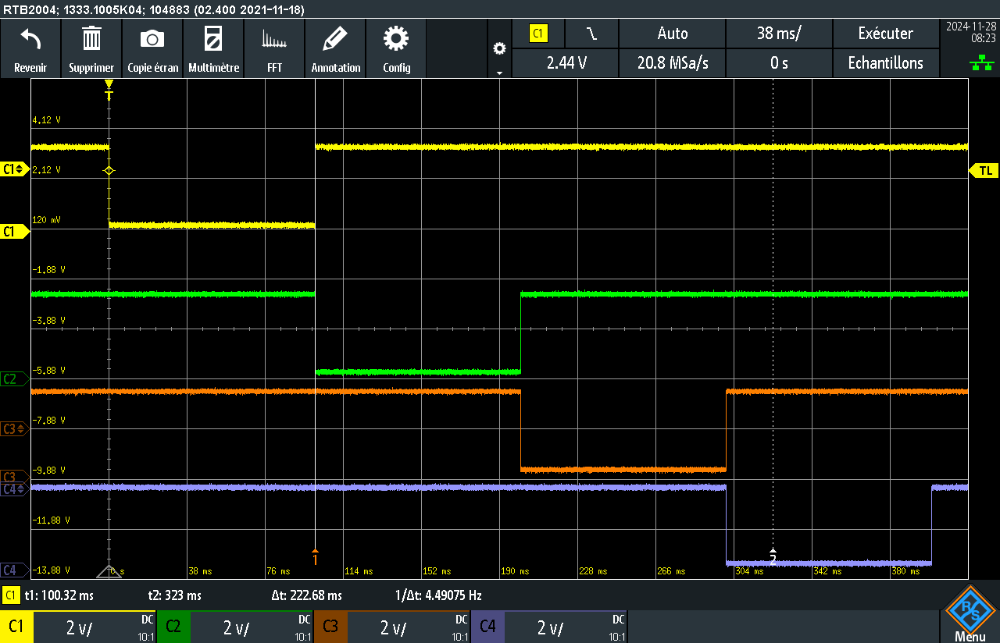 RTB2004; 1333.1005K04; 104883 (02.400 2021-11-18)
Revenir
Supprimer
Copie écran
Multimètre
FFT
Annotation
Config
C1
Auto
38 ms/
Exécuter
2.44 V
20.8 MSa/s
0 s
Echantillons
2024-11-28
08:23
T
4.12 V
C1
2.12 V
TL
120 mV
C1
-1.88 V
-3.88 V
-5.88 V
C2
-7.88 V
C3
-9.88 V
C3
C4
-11.88 V
-13.88 V
C4
1
2
0 s
38 ms
76 ms
114 ms
152 ms
190 ms
228 ms
266 ms
304 ms
342 ms
380 ms
C1 t1: 100.32 ms t2: 323 ms Δt: 222.68 ms 1/Δt: 4.49075 Hz
C1 2 V/ DC 10:1
C2 2 V/ DC 10:1
C3 2 V/ DC 10:1
C4 2 V/ DC 10:1
R S
Menu